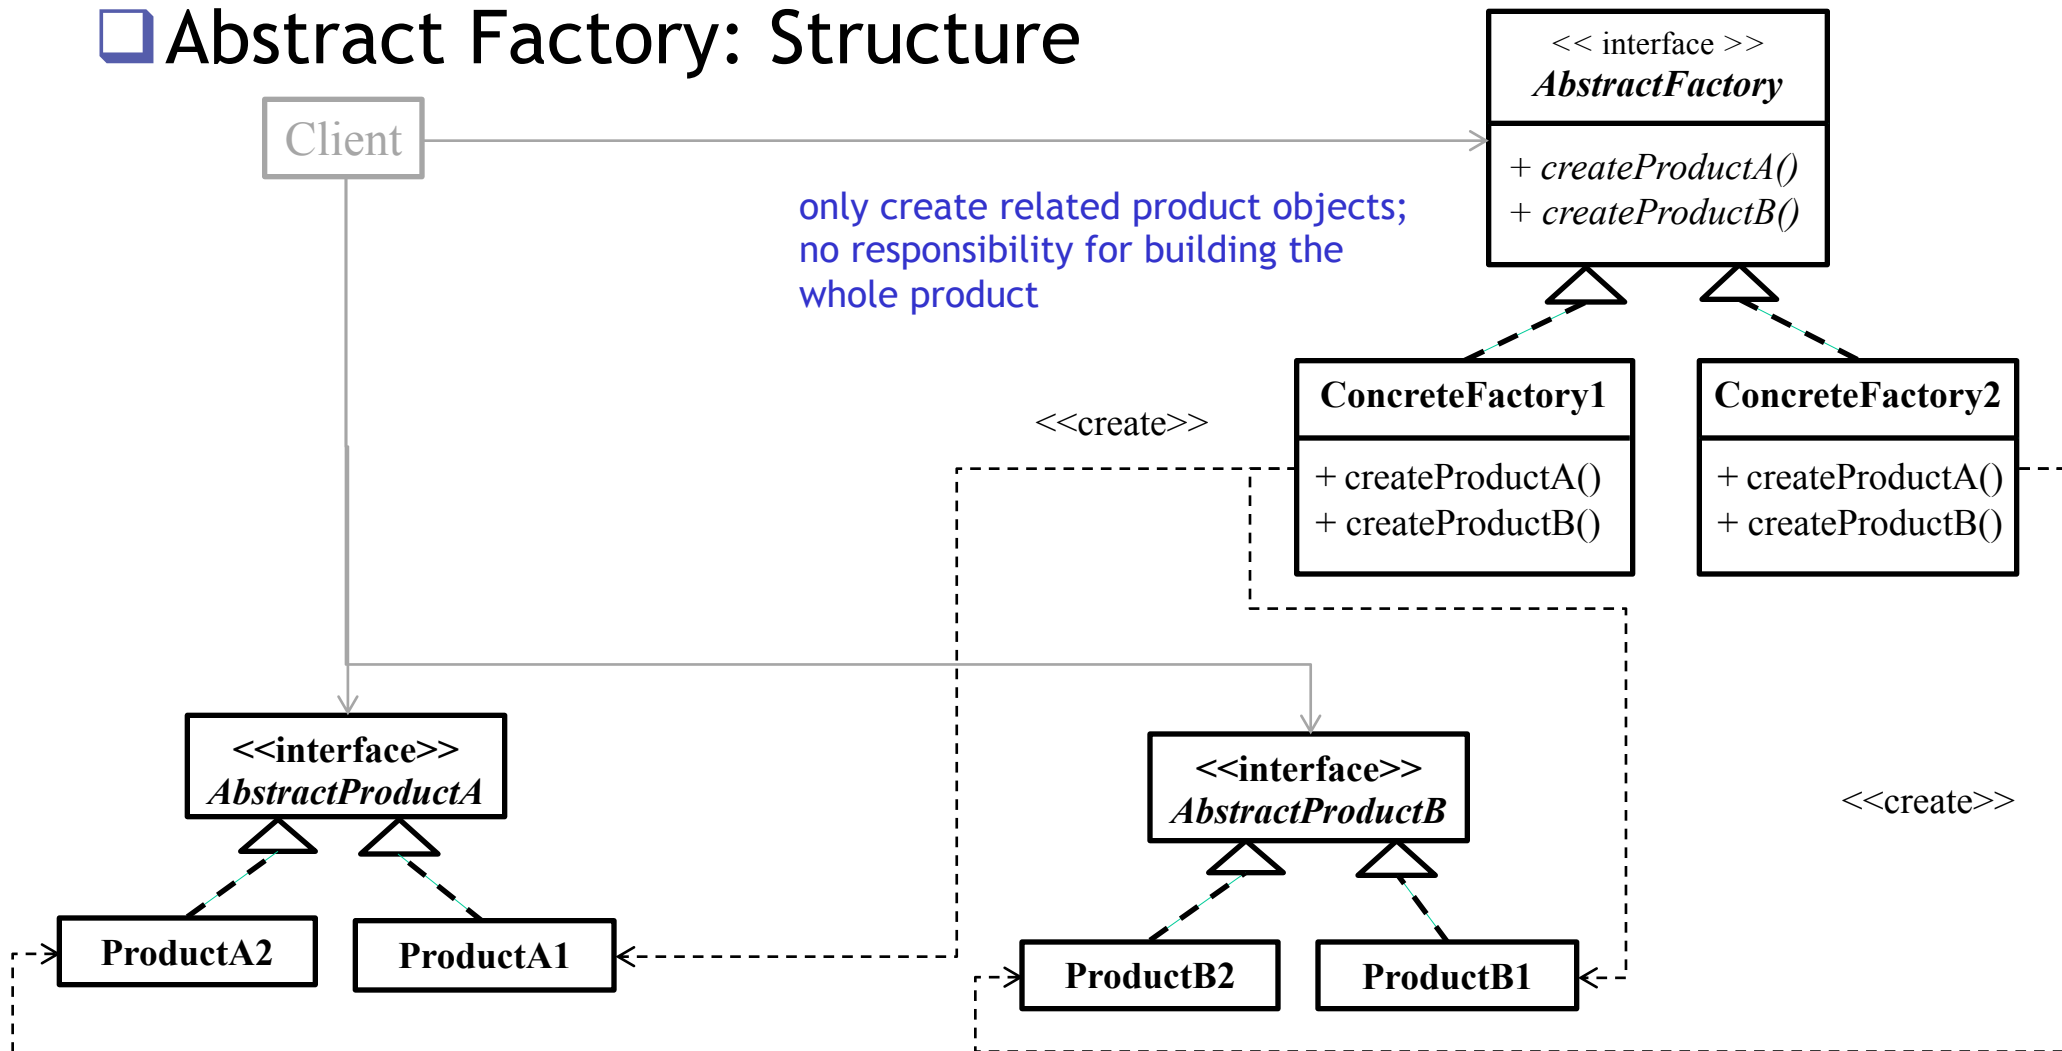 Abstract Factory: Structure
<< interface >>
AbstractFactory
+ createProductA()
+ createProductB()
Client
only create related product objects;
no responsibility for building the
whole product
ConcreteFactory1
+ createProductA()
+ createProductB()
ConcreteFactory2
+ createProductA()
+ createProductB()
<<create>>
<<interface>>
AbstractProductA
<<interface>>
AbstractProductB
<<create>>
ProductA2
ProductA1
ProductB2
ProductB1